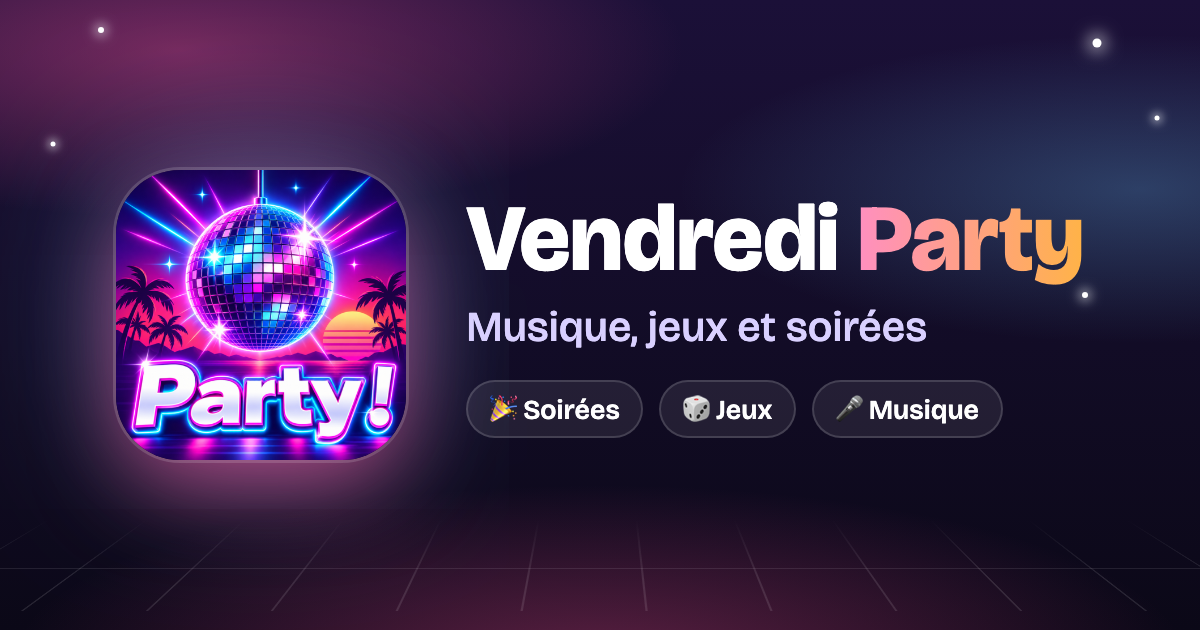 Party!
Vendredi Party
Musique, jeux et soirées
🎉 Soirées
🎲 Jeux
🎤 Musique